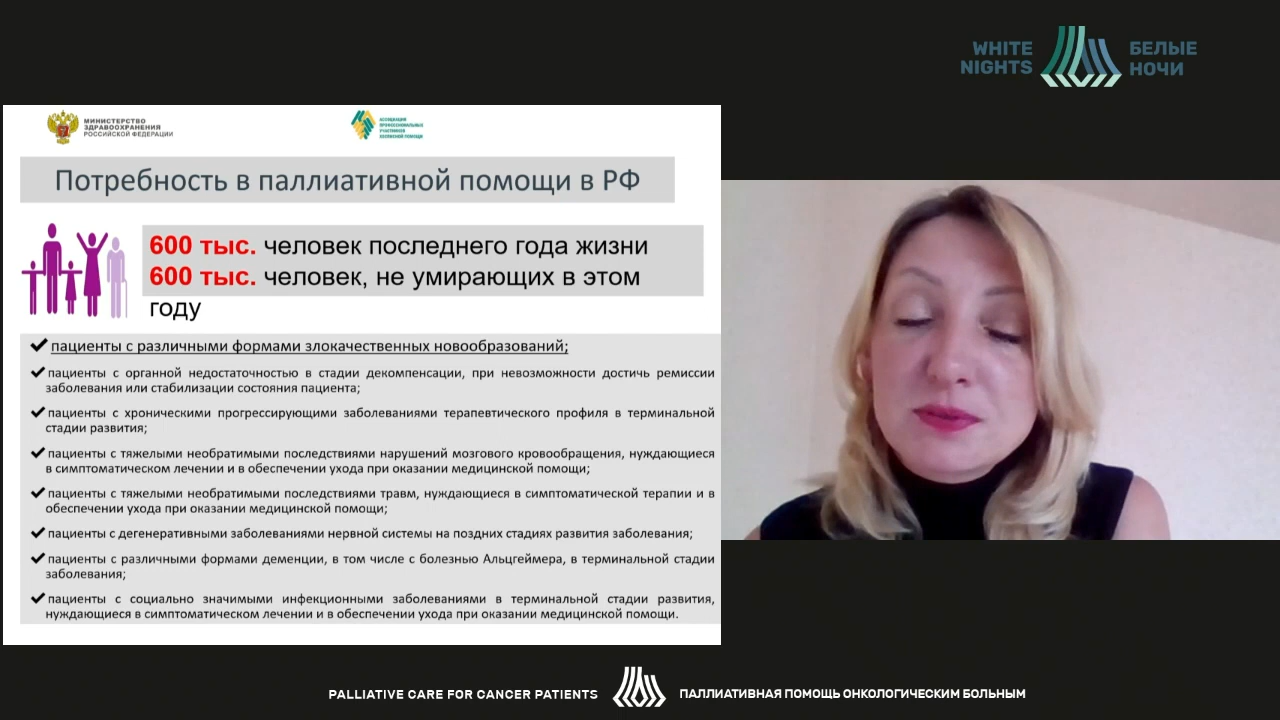 WHITE
NIGHTS
БЕЛЫЕ
НОЧИ
МИНИСТЕРСТВО
ЗДРАВООХРАНЕНИЯ
РОССИЙСКОЙ ФЕДЕРАЦИИ
АССОЦИАЦИЯ
ПРОФЕССИОНАЛЬНЫХ
УЧАСТНИКОВ
ХОСПИСНОЙ ПОМОЩИ
Потребность в паллиативной помощи в РФ
600 тыс. человек последнего года жизни
600 тыс. человек, не умирающих в этом
году
пациенты с различными формами злокачественных новообразований;
пациенты с органной недостаточностью в стадии декомпенсации, при невозможности достичь ремиссии
заболевания или стабилизации состояния пациента;
пациенты с хроническими прогрессирующими заболеваниями терапевтического профиля в терминальной
стадии развития;
пациенты с тяжелыми необратимыми последствиями нарушений мозгового кровообращения, нуждающиеся
в симптоматическом лечении и в обеспечении ухода при оказании медицинской помощи;
пациенты с тяжелыми необратимыми последствиями травм, нуждающиеся в симптоматической терапии и в
обеспечении ухода при оказании медицинской помощи;
пациенты с дегенеративными заболеваниями нервной системы на поздних стадиях развития заболевания;
пациенты с различными формами деменции, в том числе с болезнью Альцгеймера, в терминальной стадии
заболевания;
пациенты с социально значимыми инфекционными заболеваниями в терминальной стадии развития,
нуждающиеся в симптоматическом лечении и в обеспечении ухода при оказании медицинской помощи.
PALLIATIVE CARE FOR CANCER PATIENTS
ПАЛЛИАТИВНАЯ ПОМОЩЬ ОНКОЛОГИЧЕСКИМ БОЛЬНЫМ